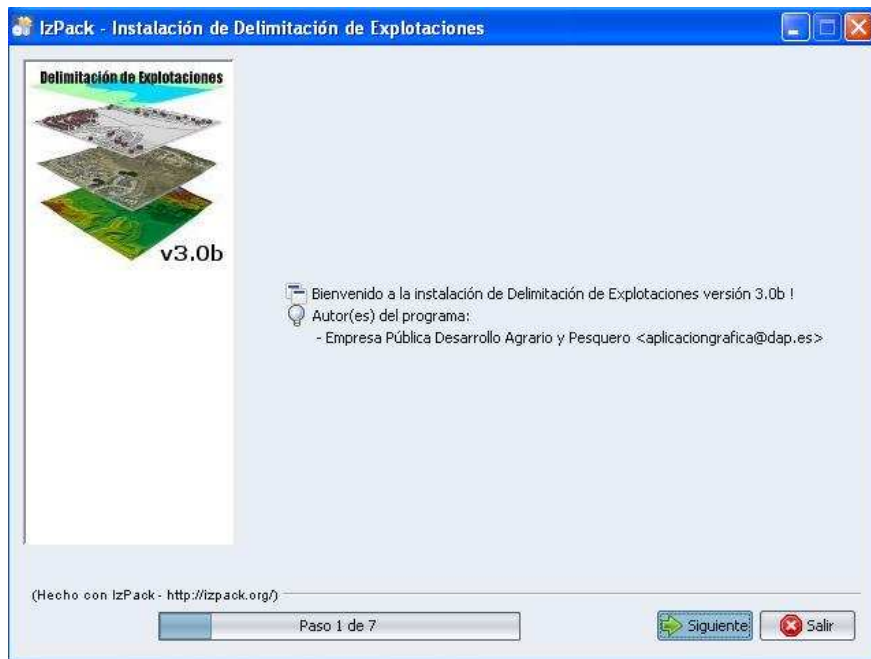 IzPack - Instalación de Delimitación de Explotaciones
Delimitación de Explotaciones
v3.0b
Bienvenido a la instalación de Delimitación de Explotaciones versión 3.0b !
Autor(es) del programa:
- Empresa Pública Desarrollo Agrario y Pesquero <aplicaciongrafica@dap.es>
(Hecho con IzPack - http://izpack.org/)
Paso 1 de 7
Siguiente
Salir